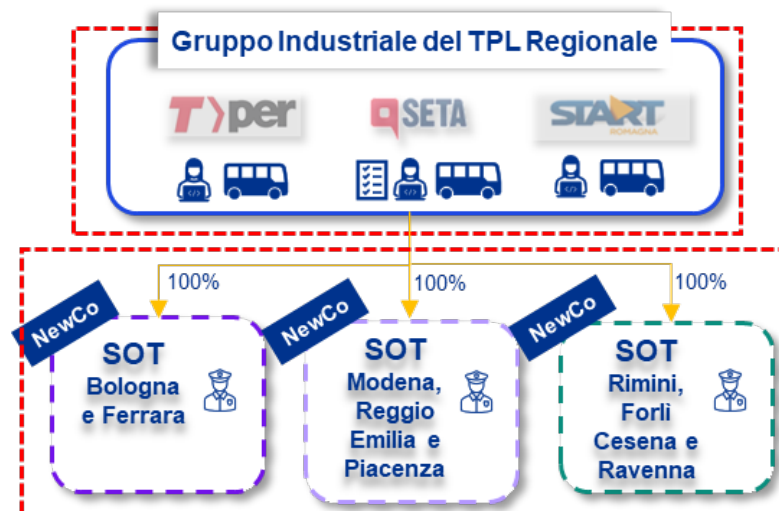 Gruppo Industriale del TPL Regionale
T>per
SETA
START
ROMAGNA
100%
100%
100%
NewCo
NewCo
NewCo
SOT
Bologna
e Ferrara
SOT
Modena,
Reggio
Emilia e
Piacenza
SOT
Rimini,
Forlì
Cesena e
Ravenna